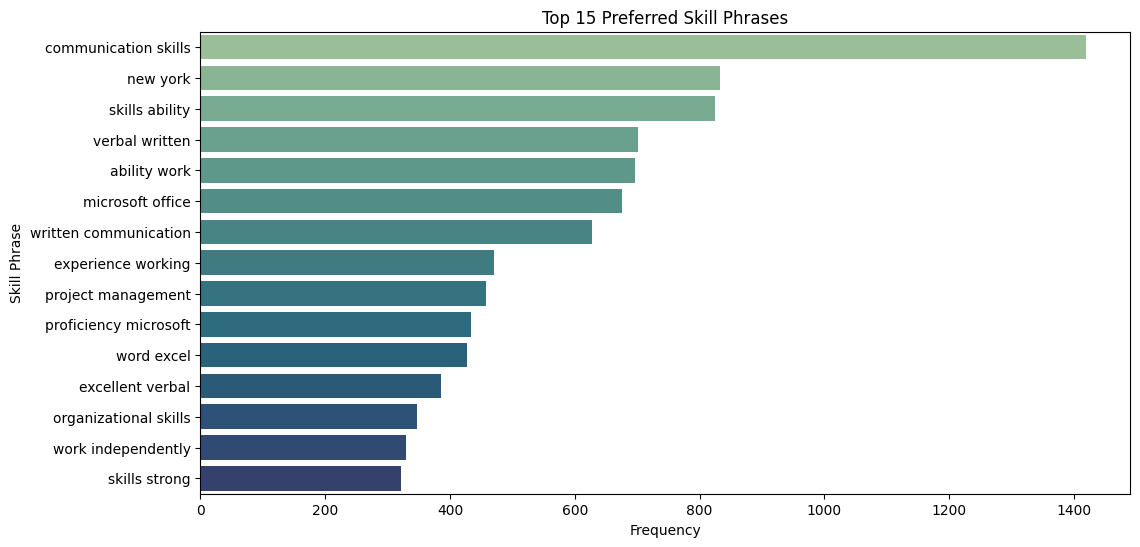 Top 15 Preferred Skill Phrases
Skill Phrase
communication skills
new york
skills ability
verbal written
ability work
microsoft office
written communication
experience working
project management
proficiency microsoft
word excel
excellent verbal
organizational skills
work independently
skills strong
0 200 400 600 800 1000 1200 1400
Frequency